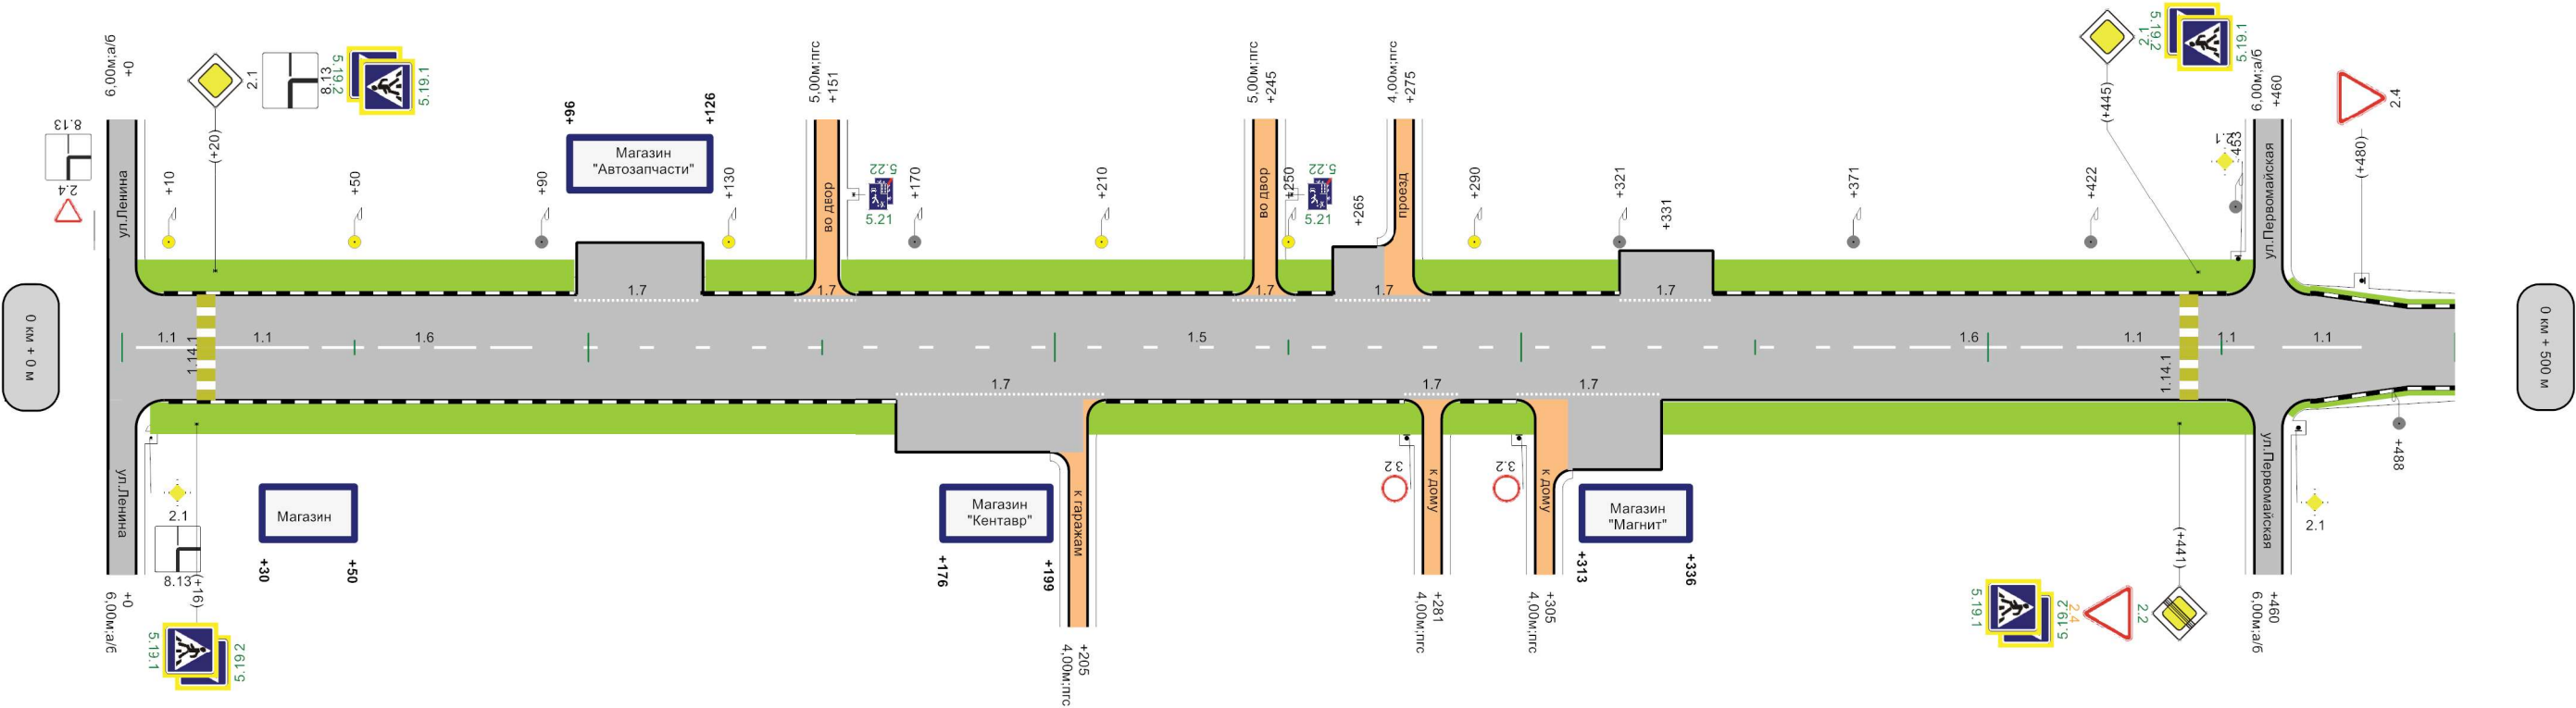 0 км + 0 м
6,00м;а/б
+0
8.13
2.4
ул.Ленина
+10
(+20)
2.1
8.13
5.19.2
5.19.1
+50
+90
+96
+126
Магазин
"Автозапчасти"
+130
5,00м;пгс
+151
во двор
5.22
5.21
+170
+210
5,00м;пгс
+245
во двор
+250
5.22
5.21
+265
4,00м;пгс
+275
проезд
+290
+321
+331
+371
+422
(+445)
2.1
5.19.2
5.19.1
2.1
453
6,00м;а/б
+460
ул.Первомайская
(+480)
2.4
1.7
1.7
1.7
1.7
1.7
1.1
1.14.1
1.1
1.6
1.5
1.6
1.1
1.14.1
1.1
1.1
1.7
1.7
1.7
0 км + 500 м
ул.Ленина
+0
6,00м;а/б
2.1
8.13
(+16)
5.19.1
5.19.2
Магазин
+30
+50
Магазин
"Кентавр"
+176
+199
к гаражам
+205
4,00м;пгс
3.2
к дому
+281
4,00м;пгс
3.2
к дому
+305
4,00м;пгс
Магазин
"Магнит"
+313
+336
(+441)
5.19.1
5.19.2
2.4
2.2
ул.Первомайская
+460
6,00м;а/б
2.1
+488